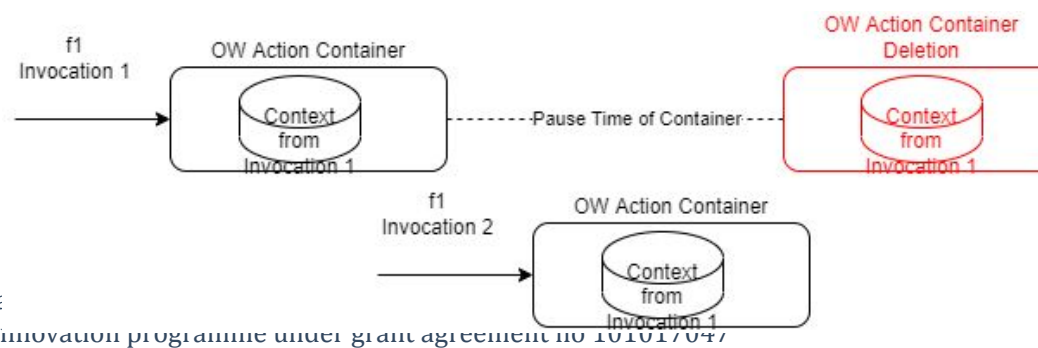 OW Action Container
Deletion
f1
Invocation 1
OW Action Container
Context
from
Invocation 1
Pause Time of Container
Context
from
Invocation 1
f1
Invocation 2
OW Action Container
Context
from
Invocation 1
innovation programme under grant agreement no 101017047